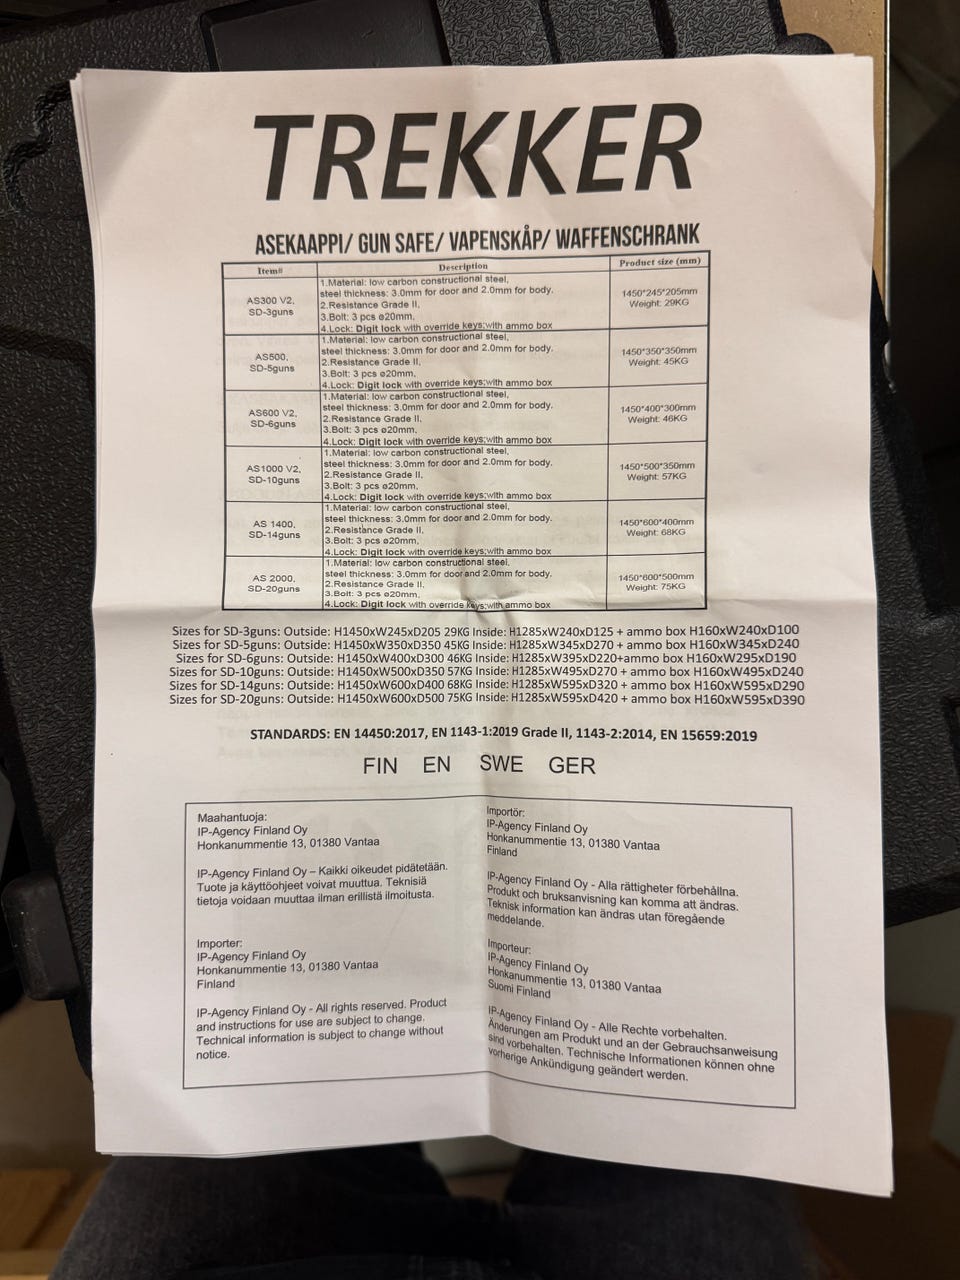 TREKKER
ASEKAAPPI/ GUN SAFE/ VAPENSKÅP/ WAFFENSCHRANK
Item# Description Product size (mm)
AS300 V2,
SD-3guns
1.Material: low carbon constructional steel,
steel thickness: 3.0mm for door and 2.0mm for body.
2.Resistance Grade II,
3.Bolt: 3 pcs ø20mm,
4.Lock: Digit lock with override keys;with ammo box
1450*245*205mm
Weight: 29KG
AS500,
SD-5guns
1.Material: low carbon constructional steel,
steel thickness: 3.0mm for door and 2.0mm for body.
2.Resistance Grade II,
3.Bolt: 3 pcs ø20mm,
4.Lock: Digit lock with override keys;with ammo box
1450*350*350mm
Weight: 45KG
AS600 V2,
SD-6guns
1.Material: low carbon constructional steel,
steel thickness: 3.0mm for door and 2.0mm for body.
2.Resistance Grade II,
3.Bolt: 3 pcs ø20mm,
4.Lock: Digit lock with override keys;with ammo box
1450*400*300mm
Weight: 46KG
AS1000 V2,
SD-10guns
1.Material: low carbon constructional steel,
steel thickness: 3.0mm for door and 2.0mm for body.
2.Resistance Grade II,
3.Bolt: 3 pcs ø20mm,
4.Lock: Digit lock with override keys;with ammo box
1450*500*350mm
Weight: 57KG
AS 1400,
SD-14guns
1.Material: low carbon constructional steel,
steel thickness: 3.0mm for door and 2.0mm for body.
2.Resistance Grade II,
3.Bolt: 3 pcs ø20mm,
4.Lock: Digit lock with override keys;with ammo box
1450*600*400mm
Weight: 68KG
AS 2000,
SD-20guns
1.Material: low carbon constructional steel,
steel thickness: 3.0mm for door and 2.0mm for body.
2.Resistance Grade II,
3.Bolt: 3 pcs ø20mm,
4.Lock: Digit lock with override keys;with ammo box
1450*600*500mm
Weight: 75KG
Sizes for SD-3guns: Outside: H1450xW245xD205 29KG Inside: H1285xW240xD125 + ammo box H160xW240xD100
Sizes for SD-5guns: Outside: H1450xW350xD350 45KG Inside: H1285xW345xD270 + ammo box H160xW345xD240
Sizes for SD-6guns: Outside: H1450xW400xD300 46KG Inside: H1285xW395xD220+ammo box H160xW295xD190
Sizes for SD-10guns: Outside: H1450xW500xD350 57KG Inside: H1285xW495xD270 + ammo box H160xW495xD240
Sizes for SD-14guns: Outside: H1450xW600xD400 68KG Inside: H1285xW595xD320 + ammo box H160xW595xD290
Sizes for SD-20guns: Outside: H1450xW600xD500 75KG Inside: H1285xW595xD420 + ammo box H160xW595xD390
STANDARDS: EN 14450:2017, EN 1143-1:2019 Grade II, 1143-2:2014, EN 15659:2019
FIN EN SWE GER
Maahantuoja:
IP-Agency Finland Oy
Honkanummentie 13, 01380 Vantaa
IP-Agency Finland Oy – Kaikki oikeudet pidätetään.
Tuote ja käyttöohjeet voivat muuttua. Teknisiä
tietoja voidaan muuttaa ilman erillistä ilmoitusta.
Importer:
IP-Agency Finland Oy
Honkanummentie 13, 01380 Vantaa
Finland
IP-Agency Finland Oy - All rights reserved. Product
and instructions for use are subject to change.
Technical information is subject to change without
notice.
Importör:
IP-Agency Finland Oy
Honkanummentie 13, 01380 Vantaa
Finland
IP-Agency Finland Oy - Alla rättigheter förbehållna.
Produkt och bruksanvisning kan komma att ändras.
Teknisk information kan ändras utan föregående
meddelande.
Importeur:
IP-Agency Finland Oy
Honkanummentie 13, 01380 Vantaa
Suomi Finland
IP-Agency Finland Oy - Alle Rechte vorbehalten.
Änderungen am Produkt und an der Gebrauchsanweisung
sind vorbehalten. Technische Informationen können ohne
vorherige Ankündigung geändert werden.